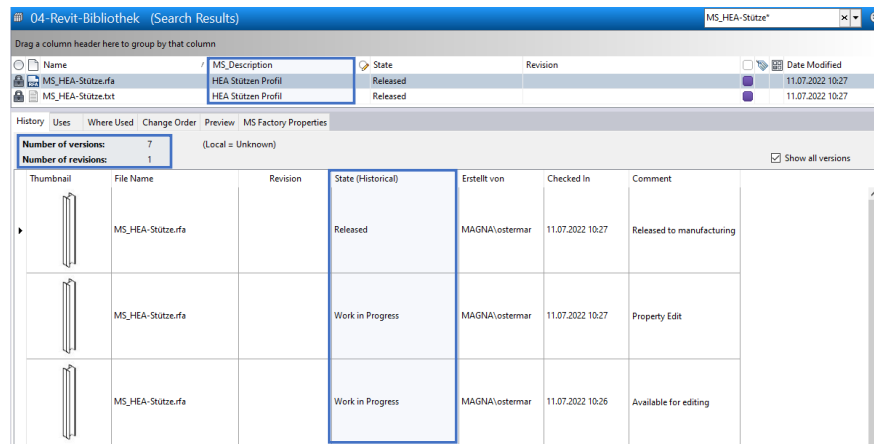 04-Revit-Bibliothek (Search Results) MS_HEA-Stütze*
Drag a column header here to group by that column
Name / MS_Description State Revision Date Modified
MS_HEA-Stütze.rfa HEA Stützen Profil Released 11.07.2022 10:27
MS_HEA-Stütze.txt HEA Stützen Profil Released 11.07.2022 10:27
History Uses Where Used Change Order Preview MS Factory Properties
Number of versions: 7 (Local = Unknown)
Number of revisions: 1 Show all versions
Thumbnail File Name Revision State (Historical) Erstellt von Checked In Comment
MS_HEA-Stütze.rfa Released MAGNA\ostermar 11.07.2022 10:27 Released to manufacturing
MS_HEA-Stütze.rfa Work in Progress MAGNA\ostermar 11.07.2022 10:27 Property Edit
MS_HEA-Stütze.rfa Work in Progress MAGNA\ostermar 11.07.2022 10:26 Available for editing